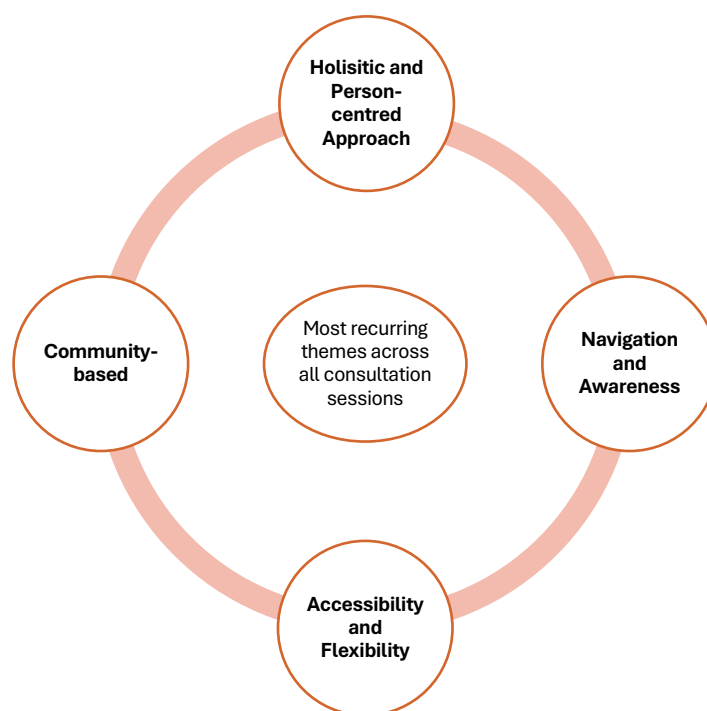 Holisitic and
Person-
centred
Approach
Community-
based
Most recurring
themes across
all consultation
sessions
Navigation
and
Awareness
Accessibility
and
Flexibility